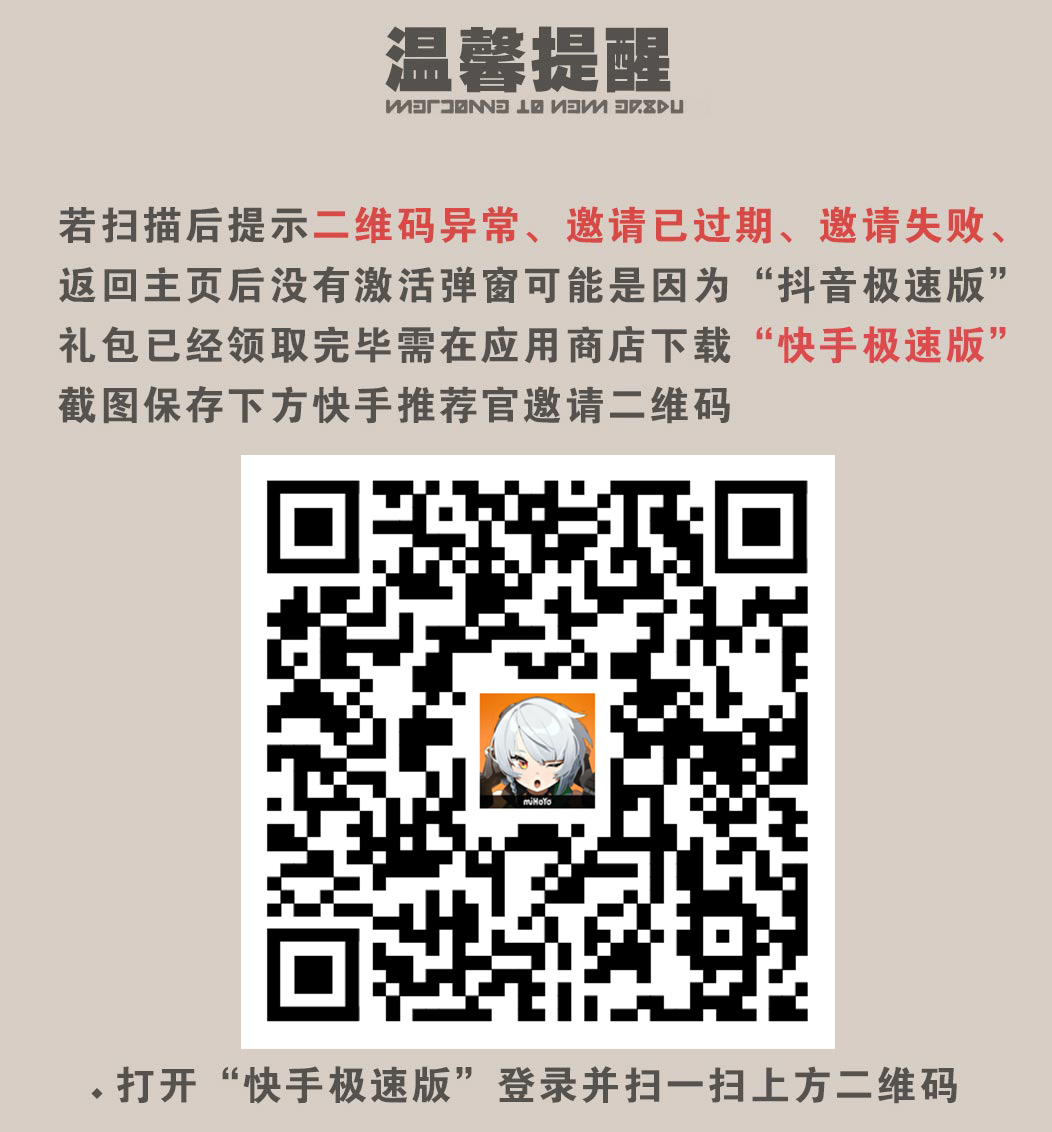 温馨提醒
若扫描后提示二维码异常、邀请已过期、邀请失败、
返回主页后没有激活弹窗可能是因为“抖音极速版”
礼包已经领取完毕需在应用商店下载“快手极速版”
截图保存下方快手推荐官邀请二维码
miHoYo
◆打开“快手极速版”登录并扫一扫上方二维码